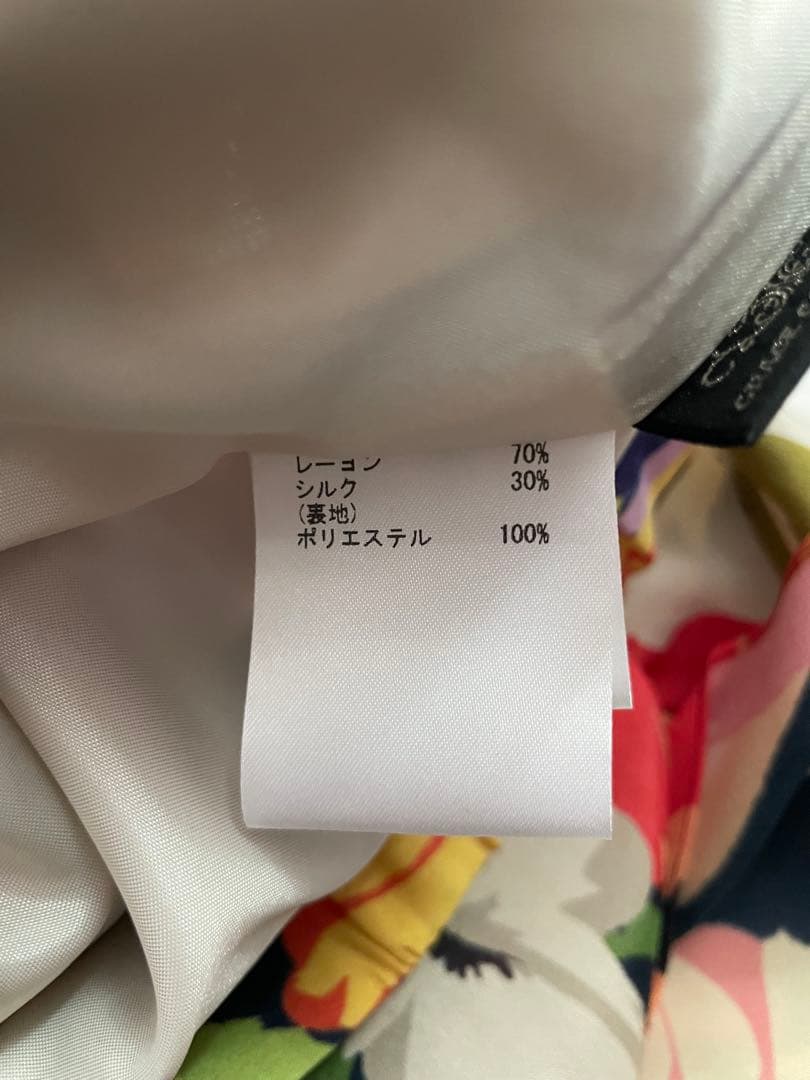 レーヨン 70%
シルク 30%
(裏地)
ポリエステル 100%